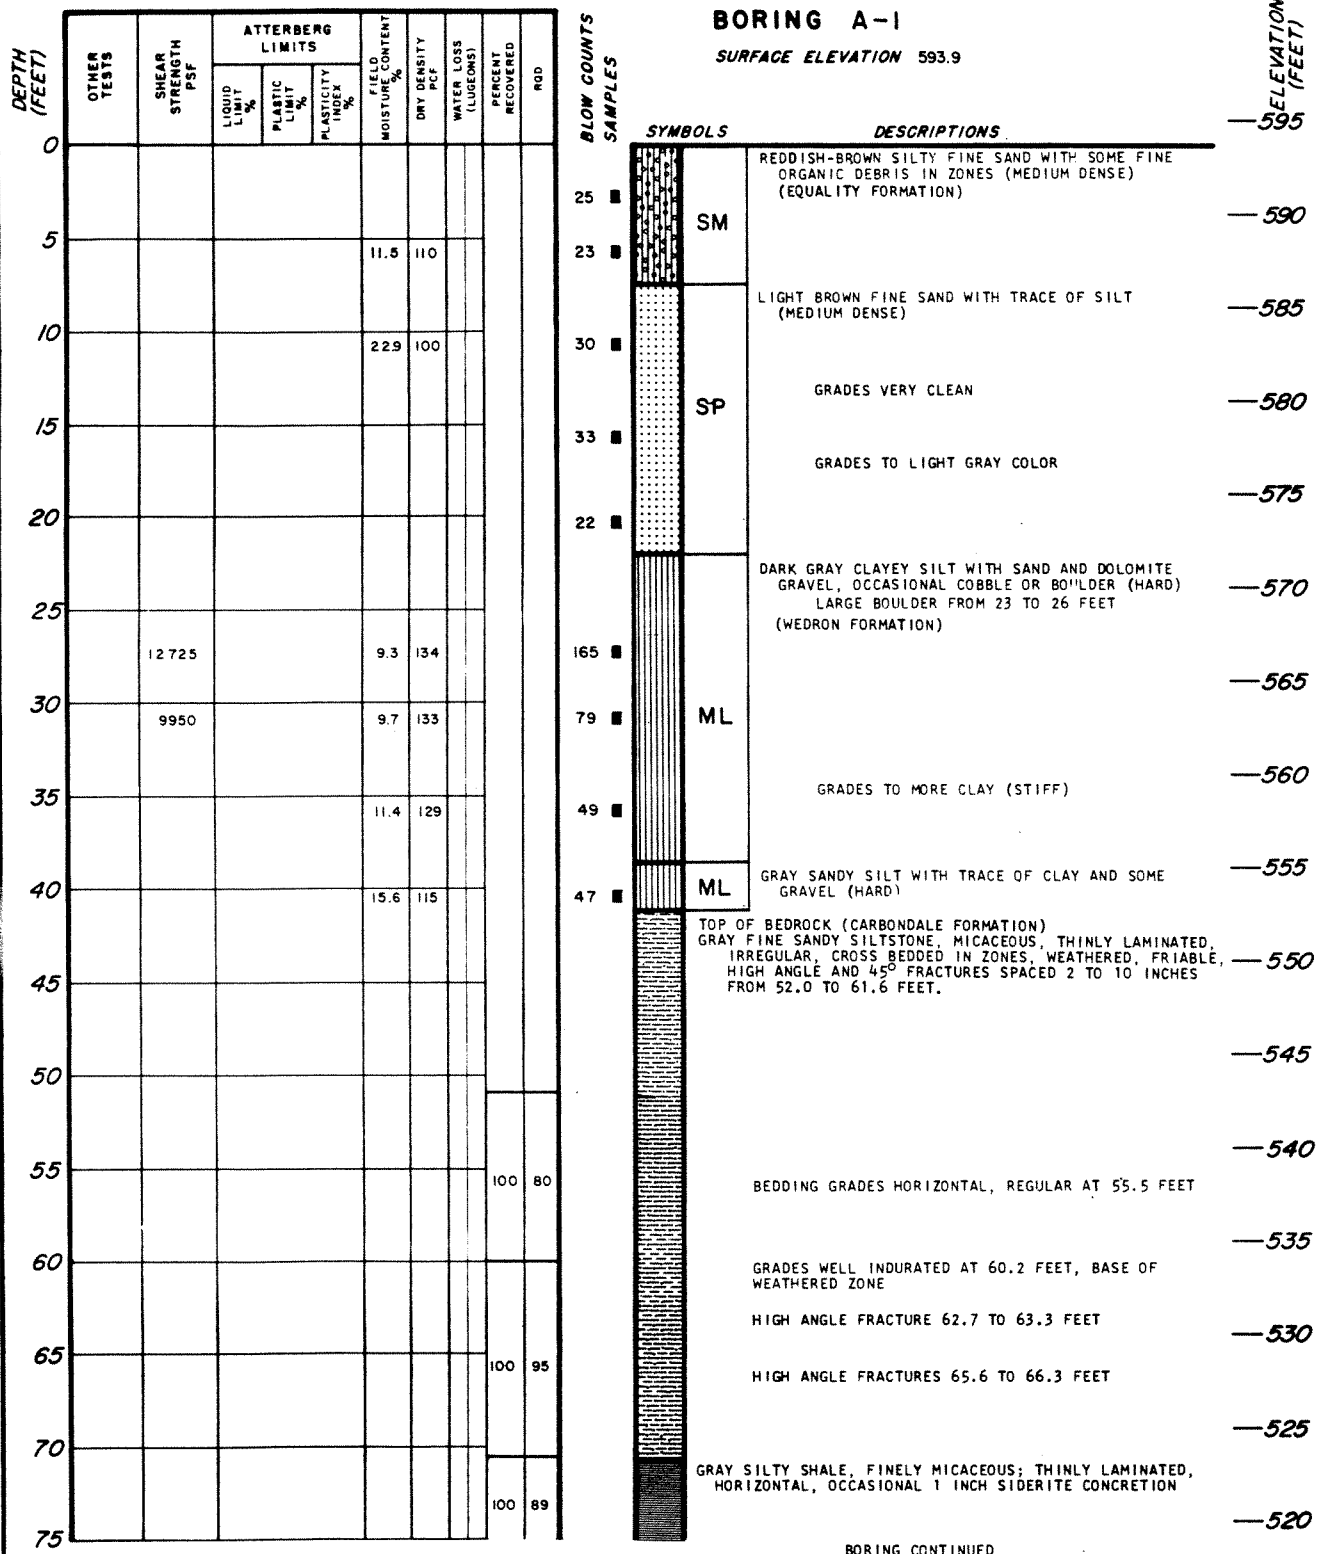 BORING A-1
SURFACE ELEVATION 593.9
DEPTH (FEET)
OTHER TESTS
SHEAR STRENGTH PSF
ATTERBERG LIMITS
LIQUID LIMIT %
PLASTIC LIMIT %
PLASTICITY INDEX %
FIELD MOISTURE CONTENT %
DRY DENSITY PCF
WATER LOSS (LUGEONS)
PERCENT RECOVERED
RQD
BLOW COUNTS
SAMPLES
SYMBOLS
DESCRIPTIONS
ELEVATION (FEET)
595
0
REDDISH-BROWN SILTY FINE SAND WITH SOME FINE
ORGANIC DEBRIS IN ZONES (MEDIUM DENSE)
(EQUALITY FORMATION)
25
SM
590
5
11.5 110
23
LIGHT BROWN FINE SAND WITH TRACE OF SILT
(MEDIUM DENSE)
585
10
22.9 100
30
GRADES VERY CLEAN
580
SP
15
33
GRADES TO LIGHT GRAY COLOR
575
20
22
DARK GRAY CLAYEY SILT WITH SAND AND DOLOMITE
GRAVEL, OCCASIONAL COBBLE OR BOULDER (HARD)
LARGE BOULDER FROM 23 TO 26 FEET
(WEDRON FORMATION)
570
25
12725 9.3 134
165
565
30
9950 9.7 133
79
ML
560
GRADES TO MORE CLAY (STIFF)
35
11.4 129
49
555
GRAY SANDY SILT WITH TRACE OF CLAY AND SOME
GRAVEL (HARD)
40
15.6 115
47
ML
TOP OF BEDROCK (CARBONDALE FORMATION)
GRAY FINE SANDY SILTSTONE, MICACEOUS, THINLY LAMINATED,
IRREGULAR, CROSS BEDDED IN ZONES, WEATHERED, FRIABLE,
HIGH ANGLE AND 45° FRACTURES SPACED 2 TO 10 INCHES
FROM 52.0 TO 61.6 FEET.
550
45
545
50
540
55
100 80
BEDDING GRADES HORIZONTAL, REGULAR AT 55.5 FEET
535
60
GRADES WELL INDURATED AT 60.2 FEET, BASE OF
WEATHERED ZONE
HIGH ANGLE FRACTURE 62.7 TO 63.3 FEET
530
65
100 95
HIGH ANGLE FRACTURES 65.6 TO 66.3 FEET
525
70
GRAY SILTY SHALE, FINELY MICACEOUS; THINLY LAMINATED,
HORIZONTAL, OCCASIONAL 1 INCH SIDERITE CONCRETION
100 89
520
75
BORING CONTINUED